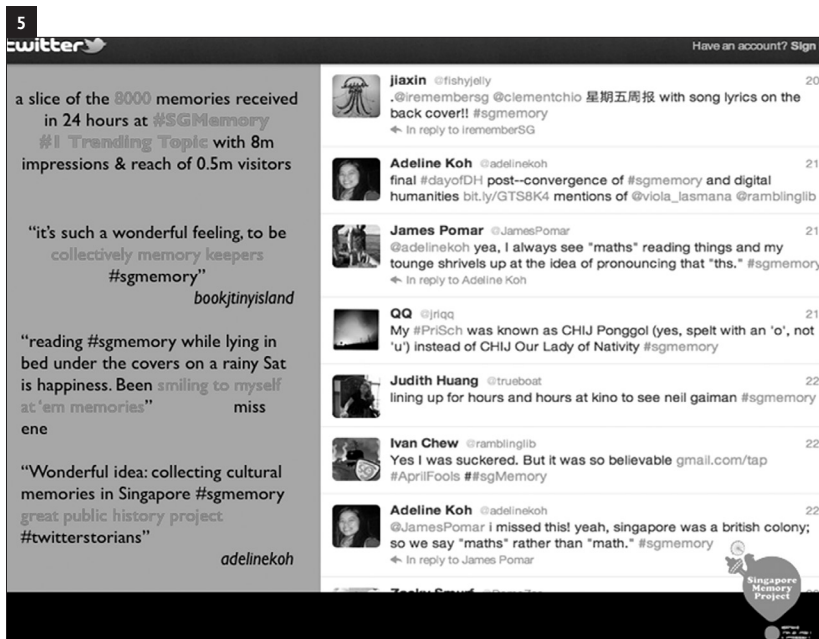 5
twitter
Have an account? Sign
a slice of the 8000 memories received
in 24 hours at #SGMemory
#1 Trending Topic with 8m
impressions & reach of 0.5m visitors
“it’s such a wonderful feeling, to be
collectively memory keepers
#sgmemory”
bookjtinyisland
“reading #sgmemory while lying in
bed under the covers on a rainy Sat
is happiness. Been smiling to myself
at ‘em memories” miss
ene
“Wonderful idea: collecting cultural
memories in Singapore #sgmemory
great public history project
#twitterstorians”
adelinekoh
jiaxin @fishyjelly 20
.@iremembersg @clementchio 星期五周报 with song lyrics on the
back cover!! #sgmemory
In reply to irememberSG
Adeline Koh @adelinekoh 21
final #dayofDH post--convergence of #sgmemory and digital
humanities bit.ly/GTS8K4 mentions of @viola_lasmana @ramblinglib
James Pomar @JamesPomar 21
@adelinekoh yea, I always see "maths" reading things and my
tounge shrivels up at the idea of pronouncing that "ths." #sgmemory
In reply to Adeline Koh
QQ @jriqq 21
My #PriSch was known as CHIJ Ponggol (yes, spelt with an 'o', not
'u') instead of CHIJ Our Lady of Nativity #sgmemory
Judith Huang @trueboat 22
lining up for hours and hours at kino to see neil gaiman #sgmemory
Ivan Chew @ramblinglib 22
Yes I was suckered. But it was so believable gmail.com/tap
#AprilFools ##sgMemory
Adeline Koh @adelinekoh 22
@JamesPomar i missed this! yeah, singapore was a british colony;
so we say "maths" rather than "math." #sgmemory
In reply to James Pomar
Singapore
Memory
Project